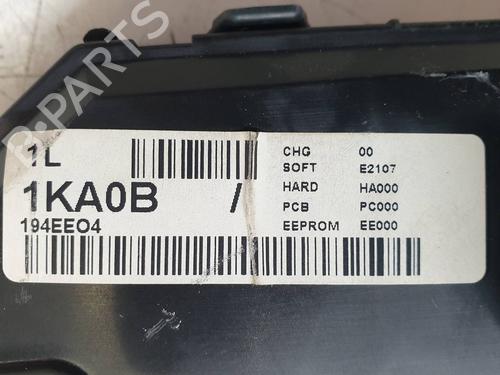 B-PARTS
1L
1KA0B /
194EEO4
CHG 00
SOFT E2107
HARD HA000
PCB PC000
EEPROM EE000